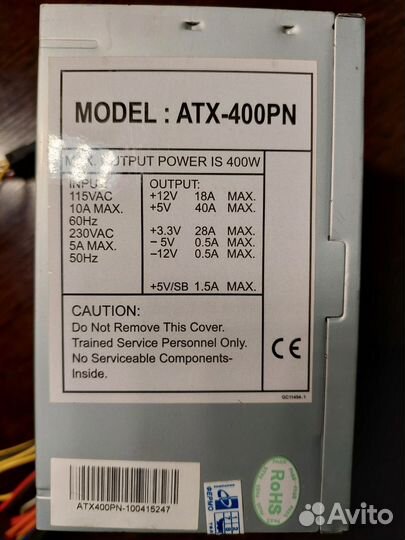 MODEL : ATX-400PN
MAX. OUTPUT POWER IS 400W
INPUT: OUTPUT:
115VAC +12V 18A MAX.
10A MAX. +5V 40A MAX.
60Hz
230VAC +3.3V 28A MAX.
5A MAX. – 5V 0.5A MAX.
50Hz –12V 0.5A MAX.
+5V/SB 1.5A MAX.
CAUTION:
Do Not Remove This Cover.
Trained Service Personnel Only.
No Serviceable Components-
Inside.
CE
GC11494-1
ATX400PN-100415247
ФЕРМО
RoHS
Avito